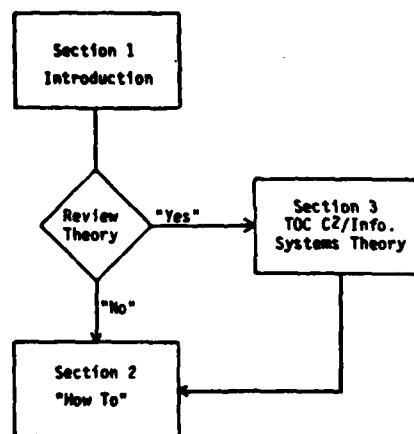 Section 1
Introduction
Review
Theory
"Yes"
Section 3
TOC C²/Info.
Systems Theory
"No"
Section 2
"How To"